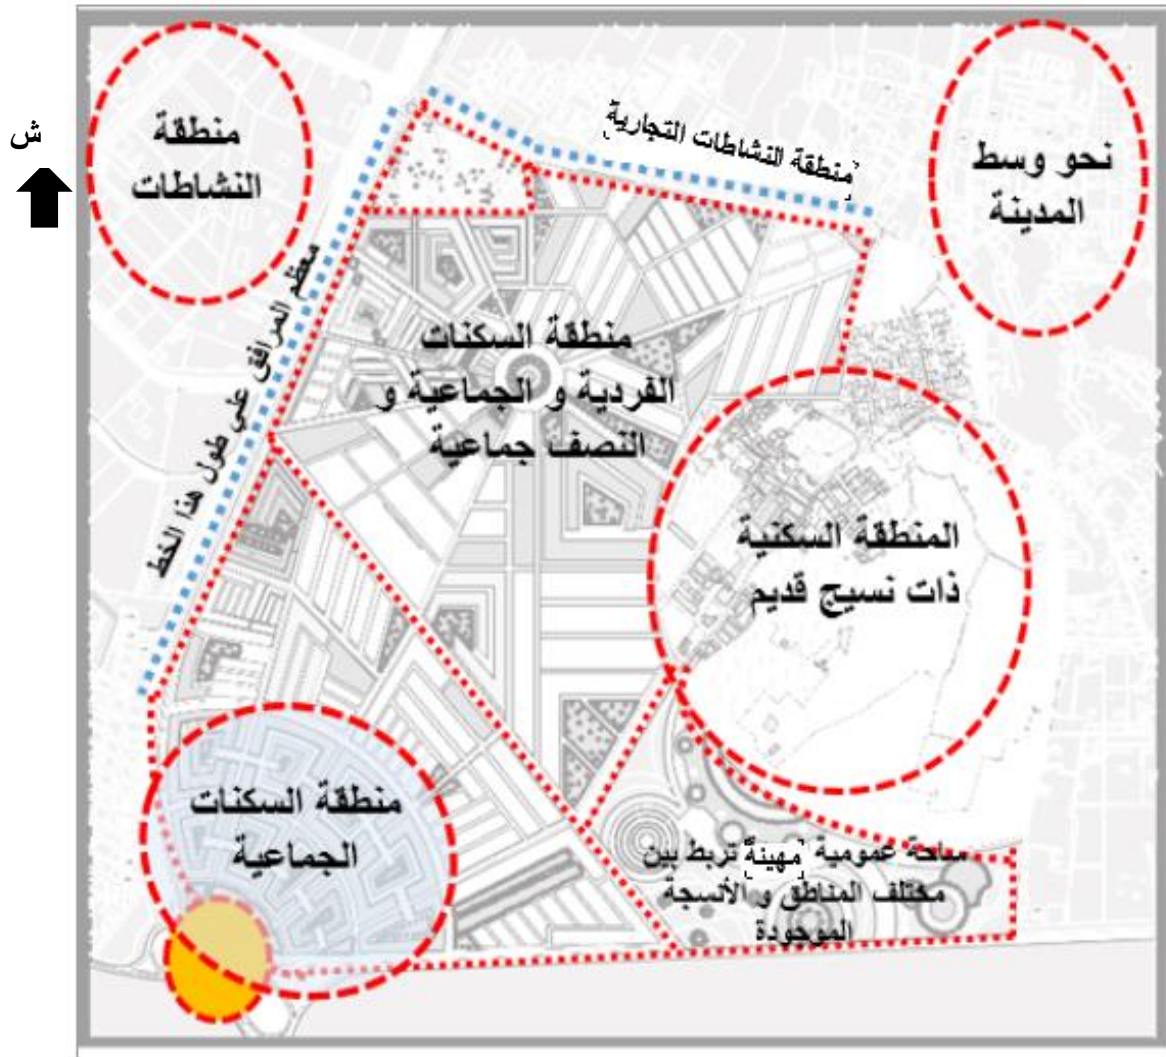 ش
منطقة
النشاطات
منطقة النشاطات التجارية
نحو وسط
المدينة
معظم المرافق على طول هذا الخط
منطقة السكنات
الفردية و الجماعية و
النصف جماعية
المنطقة السكنية
ذات نسيج قديم
منطقة السكنات
الجماعية
ساحة عمومية مهيئة تربط بين
مختلف المناطق و الأنسجة
الموجودة